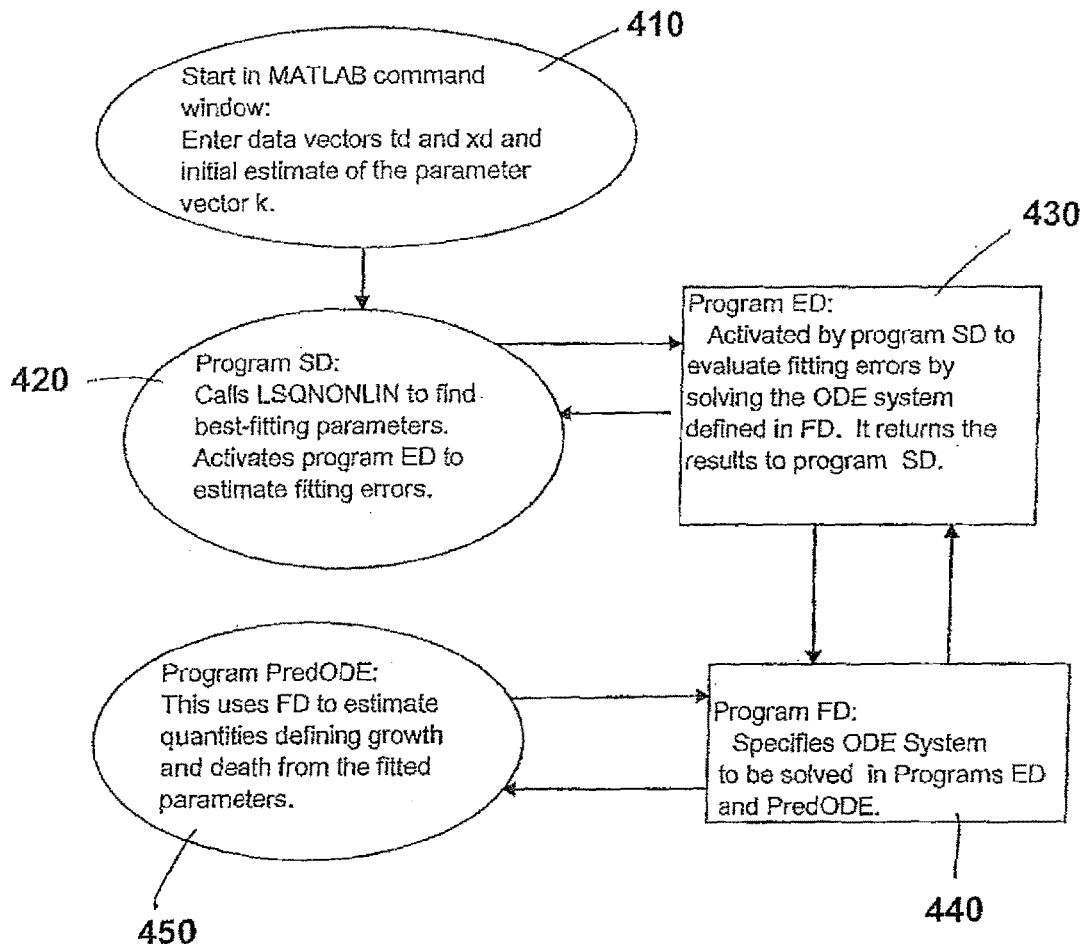 410
Start in MATLAB command
window:
Enter data vectors td and xd and
initial estimate of the parameter
vector k.
430
Program ED:
Activated by program SD to
evaluate fitting errors by
solving the ODE system
defined in FD. It returns the
results to program SD.
420
Program SD:
Calls LSQNONLIN to find
best-fitting parameters.
Activates program ED to
estimate fitting errors.
Program PredODE:
This uses FD to estimate
quantities defining growth
and death from the fitted
parameters.
Program FD:
Specifies ODE System
to be solved in Programs ED
and PredODE.
440
450